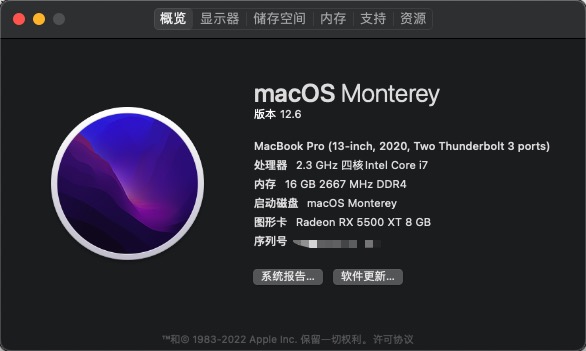 概览 显示器 储存空间 内存 支持 资源
macOS Monterey
版本 12.6
MacBook Pro (13-inch, 2020, Two Thunderbolt 3 ports)
处理器 2.3 GHz 四核Intel Core i7
内存 16 GB 2667 MHz DDR4
启动磁盘 macOS Monterey
图形卡 Radeon RX 5500 XT 8 GB
序列号
系统报告... 软件更新...
™和© 1983-2022 Apple Inc. 保留一切权利。许可协议